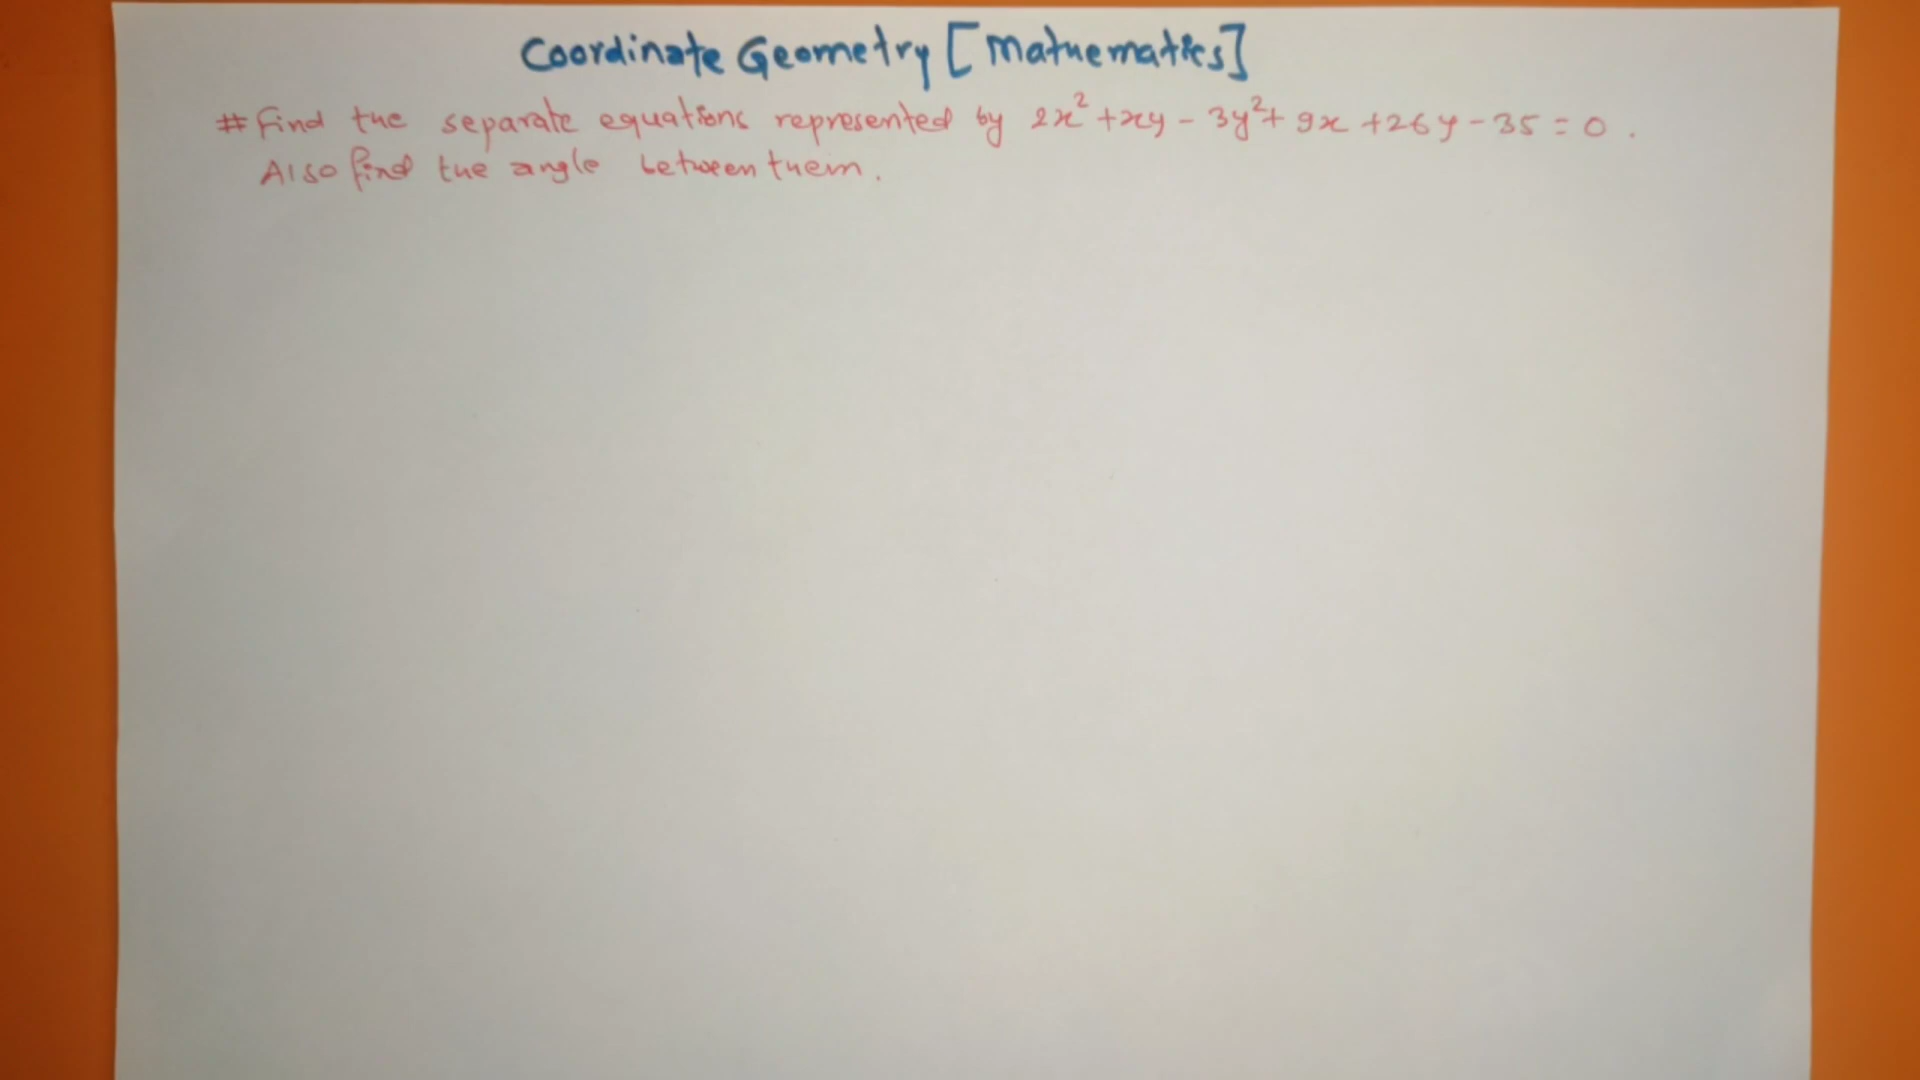 Coordinate Geometry [Mathematics]
# Find the separate equations represented by 2x² + xy - 3y² + 9x + 26y - 35 = 0 .
Also find the angle between them.